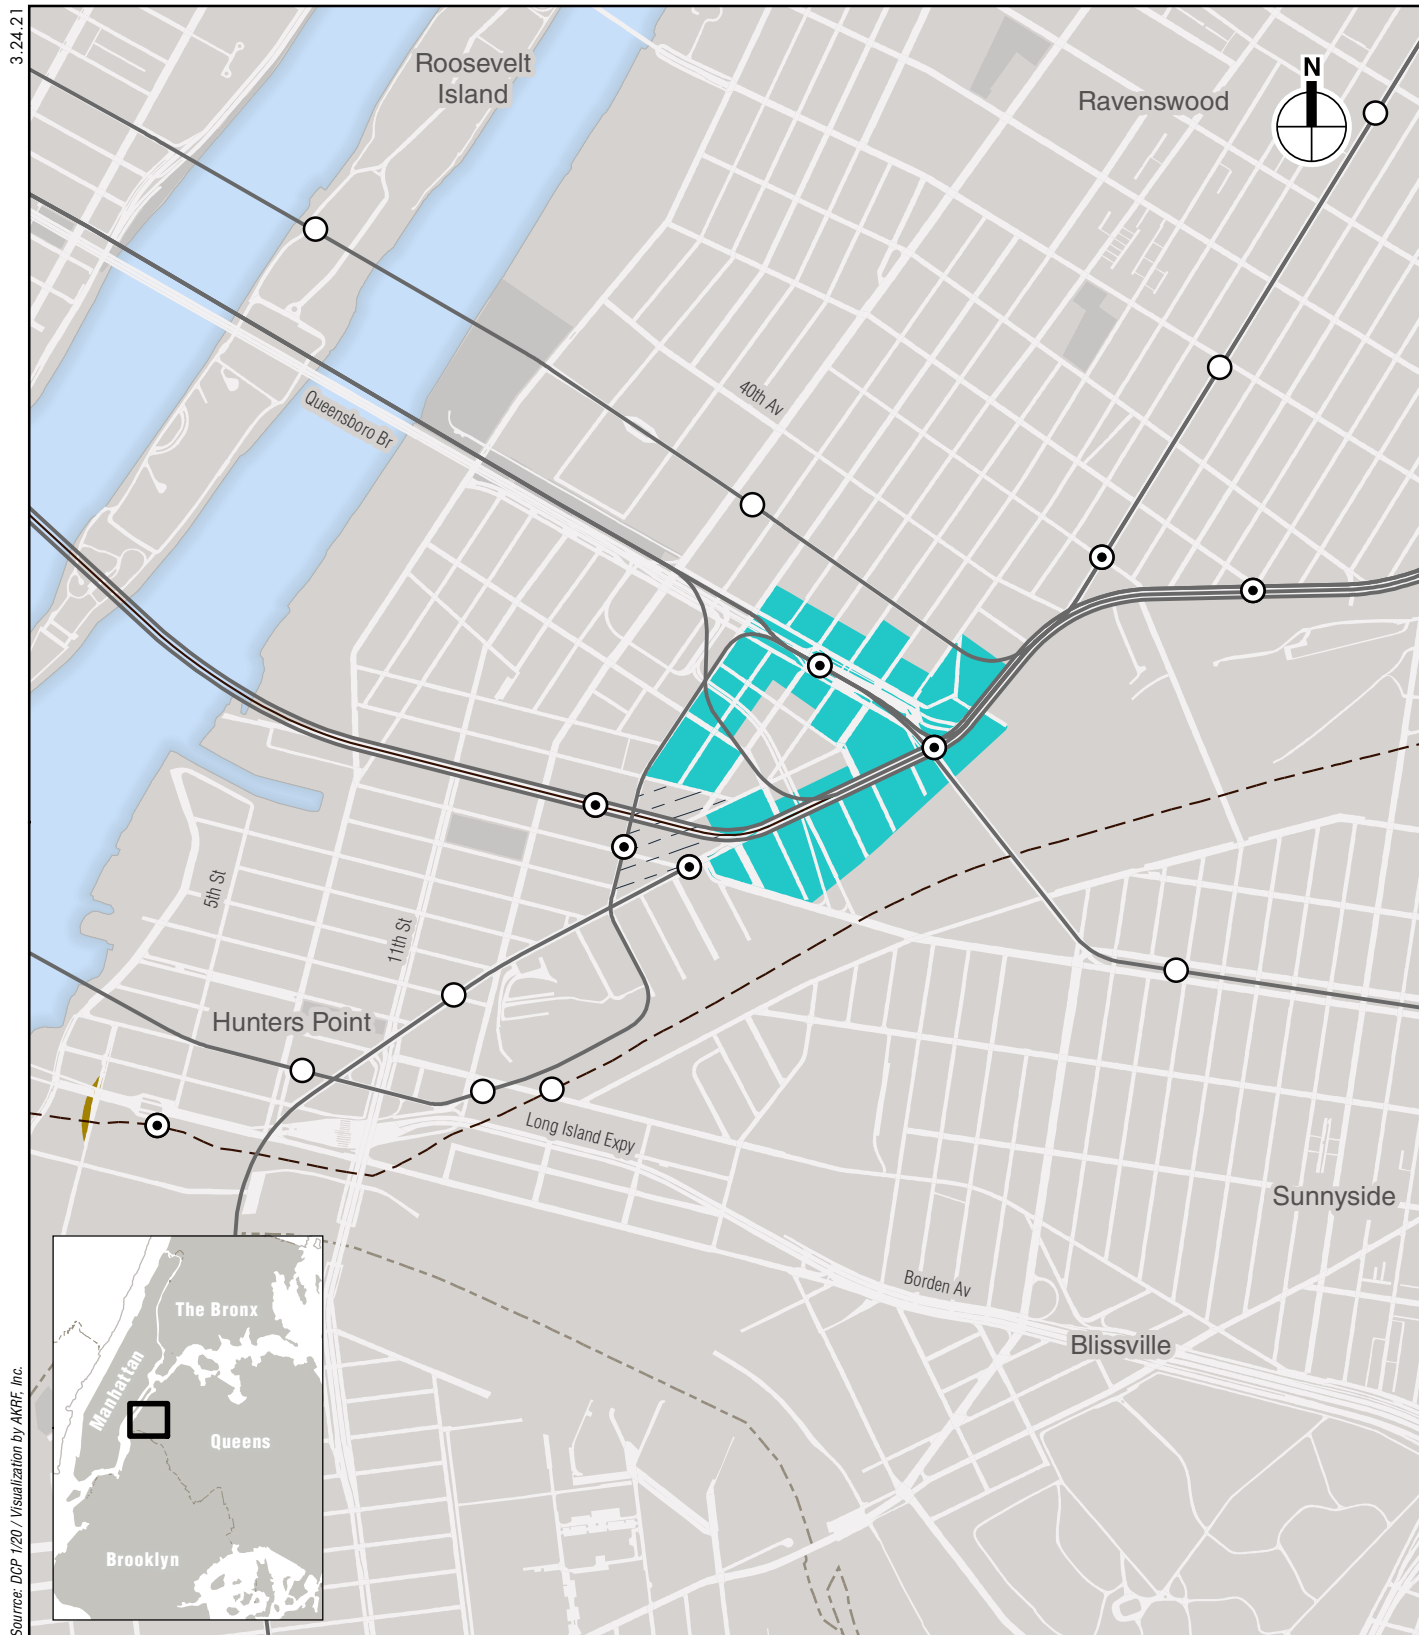 3.24.21
Roosevelt
Island
Ravenswood
N
40th Av
Queensboro Br
5th St
11th St
Hunters Point
Long Island Expy
Sunnyside
Borden Av
Blissville
The Bronx
Manhattan
Queens
Brooklyn
Sourrce: DCP 1/20 / Visualization by AKRF, Inc.